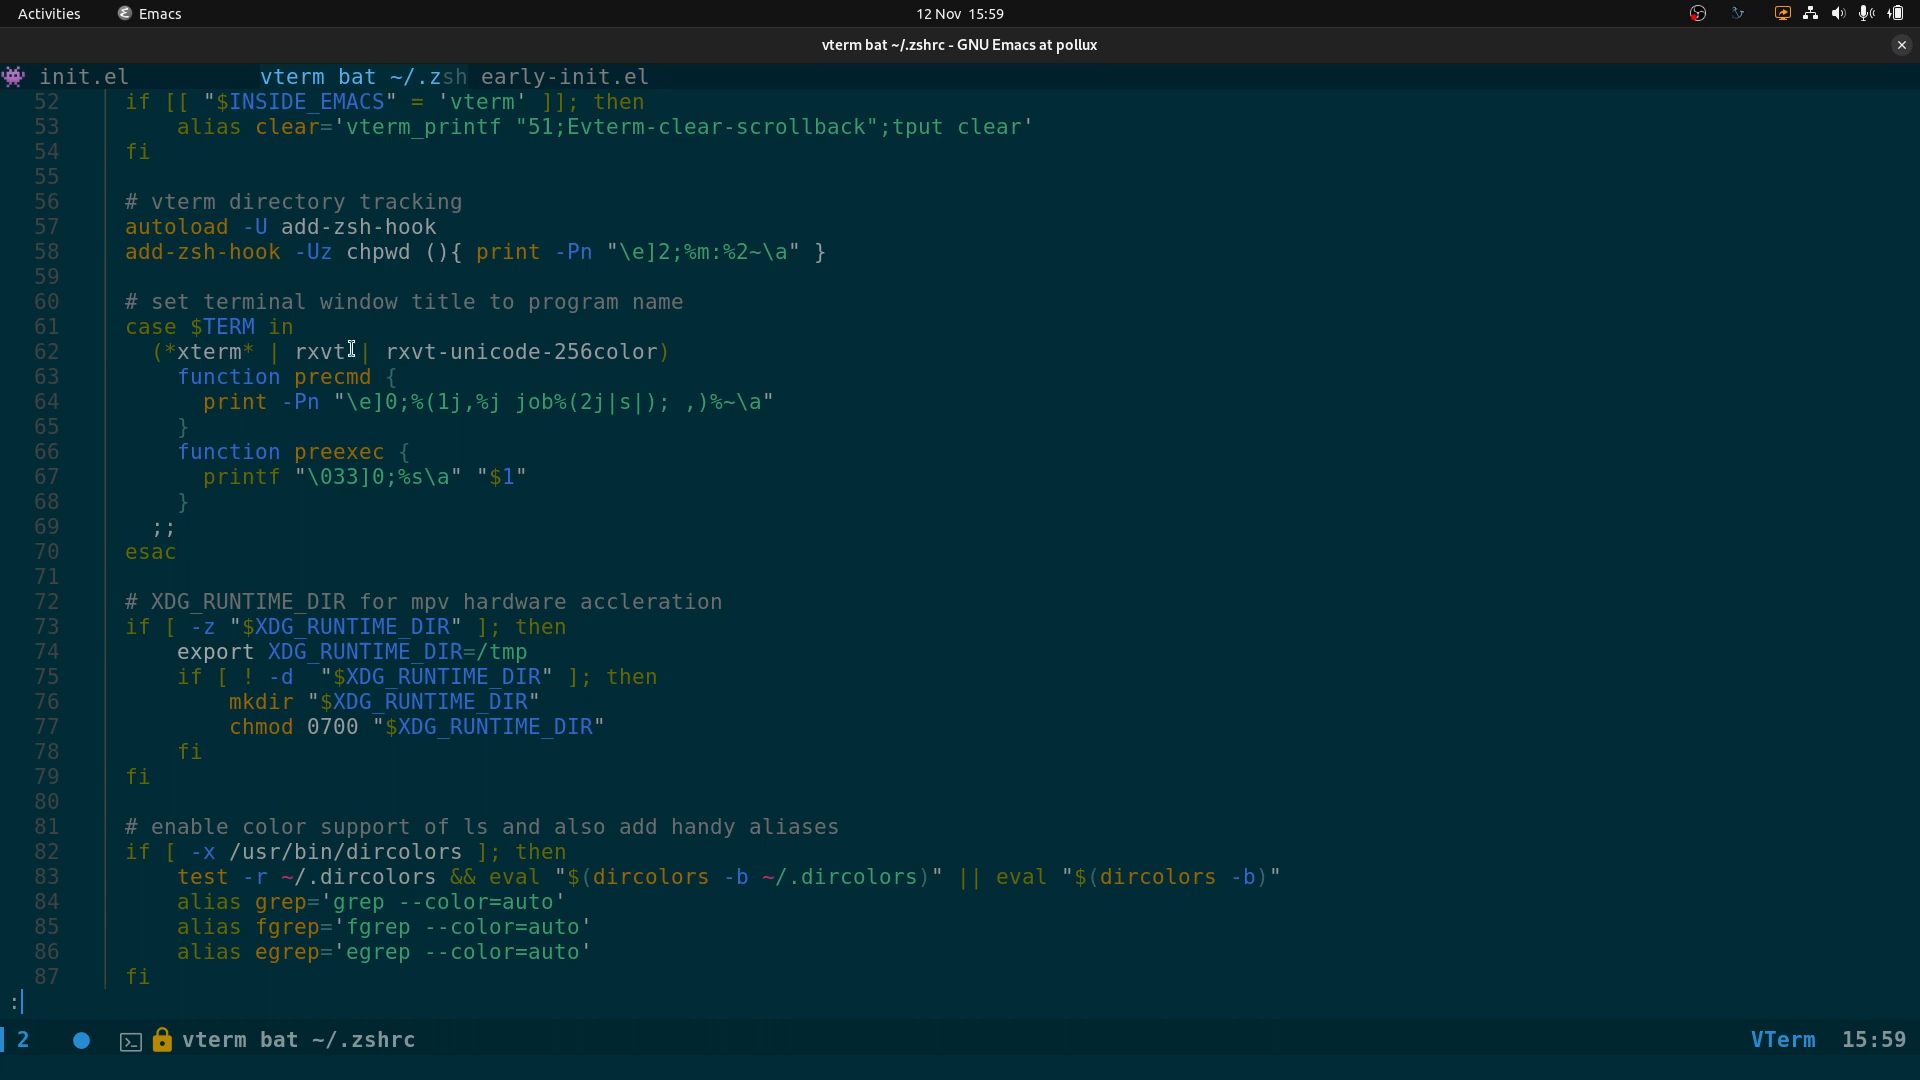 Activities Emacs 12 Nov 15:59
vterm bat ~/.zshrc - GNU Emacs at pollux
init.el vterm bat ~/.zsh early-init.el
52 if [[ "$INSIDE_EMACS" = 'vterm' ]]; then
53     alias clear='vterm_printf "51;Evterm-clear-scrollback";tput clear'
54 fi
55
56 # vterm directory tracking
57 autoload -U add-zsh-hook
58 add-zsh-hook -Uz chpwd (){ print -Pn "\e]2;%m:%2~\a" }
59
60 # set terminal window title to program name
61 case $TERM in
62   (*xterm* | rxvt | rxvt-unicode-256color)
63     function precmd {
64       print -Pn "\e]0;%(1j,%j job%(2j|s|); ,)%~\a"
65     }
66     function preexec {
67       printf "\033]0;%s\a" "$1"
68     }
69   ;;
70 esac
71
72 # XDG_RUNTIME_DIR for mpv hardware accleration
73 if [ -z "$XDG_RUNTIME_DIR" ]; then
74     export XDG_RUNTIME_DIR=/tmp
75     if [ ! -d  "$XDG_RUNTIME_DIR" ]; then
76         mkdir "$XDG_RUNTIME_DIR"
77         chmod 0700 "$XDG_RUNTIME_DIR"
78     fi
79 fi
80
81 # enable color support of ls and also add handy aliases
82 if [ -x /usr/bin/dircolors ]; then
83     test -r ~/.dircolors && eval "$(dircolors -b ~/.dircolors)" || eval "$(dircolors -b)"
84     alias grep='grep --color=auto'
85     alias fgrep='fgrep --color=auto'
86     alias egrep='egrep --color=auto'
87 fi
:
2 vterm bat ~/.zshrc VTerm 15:59